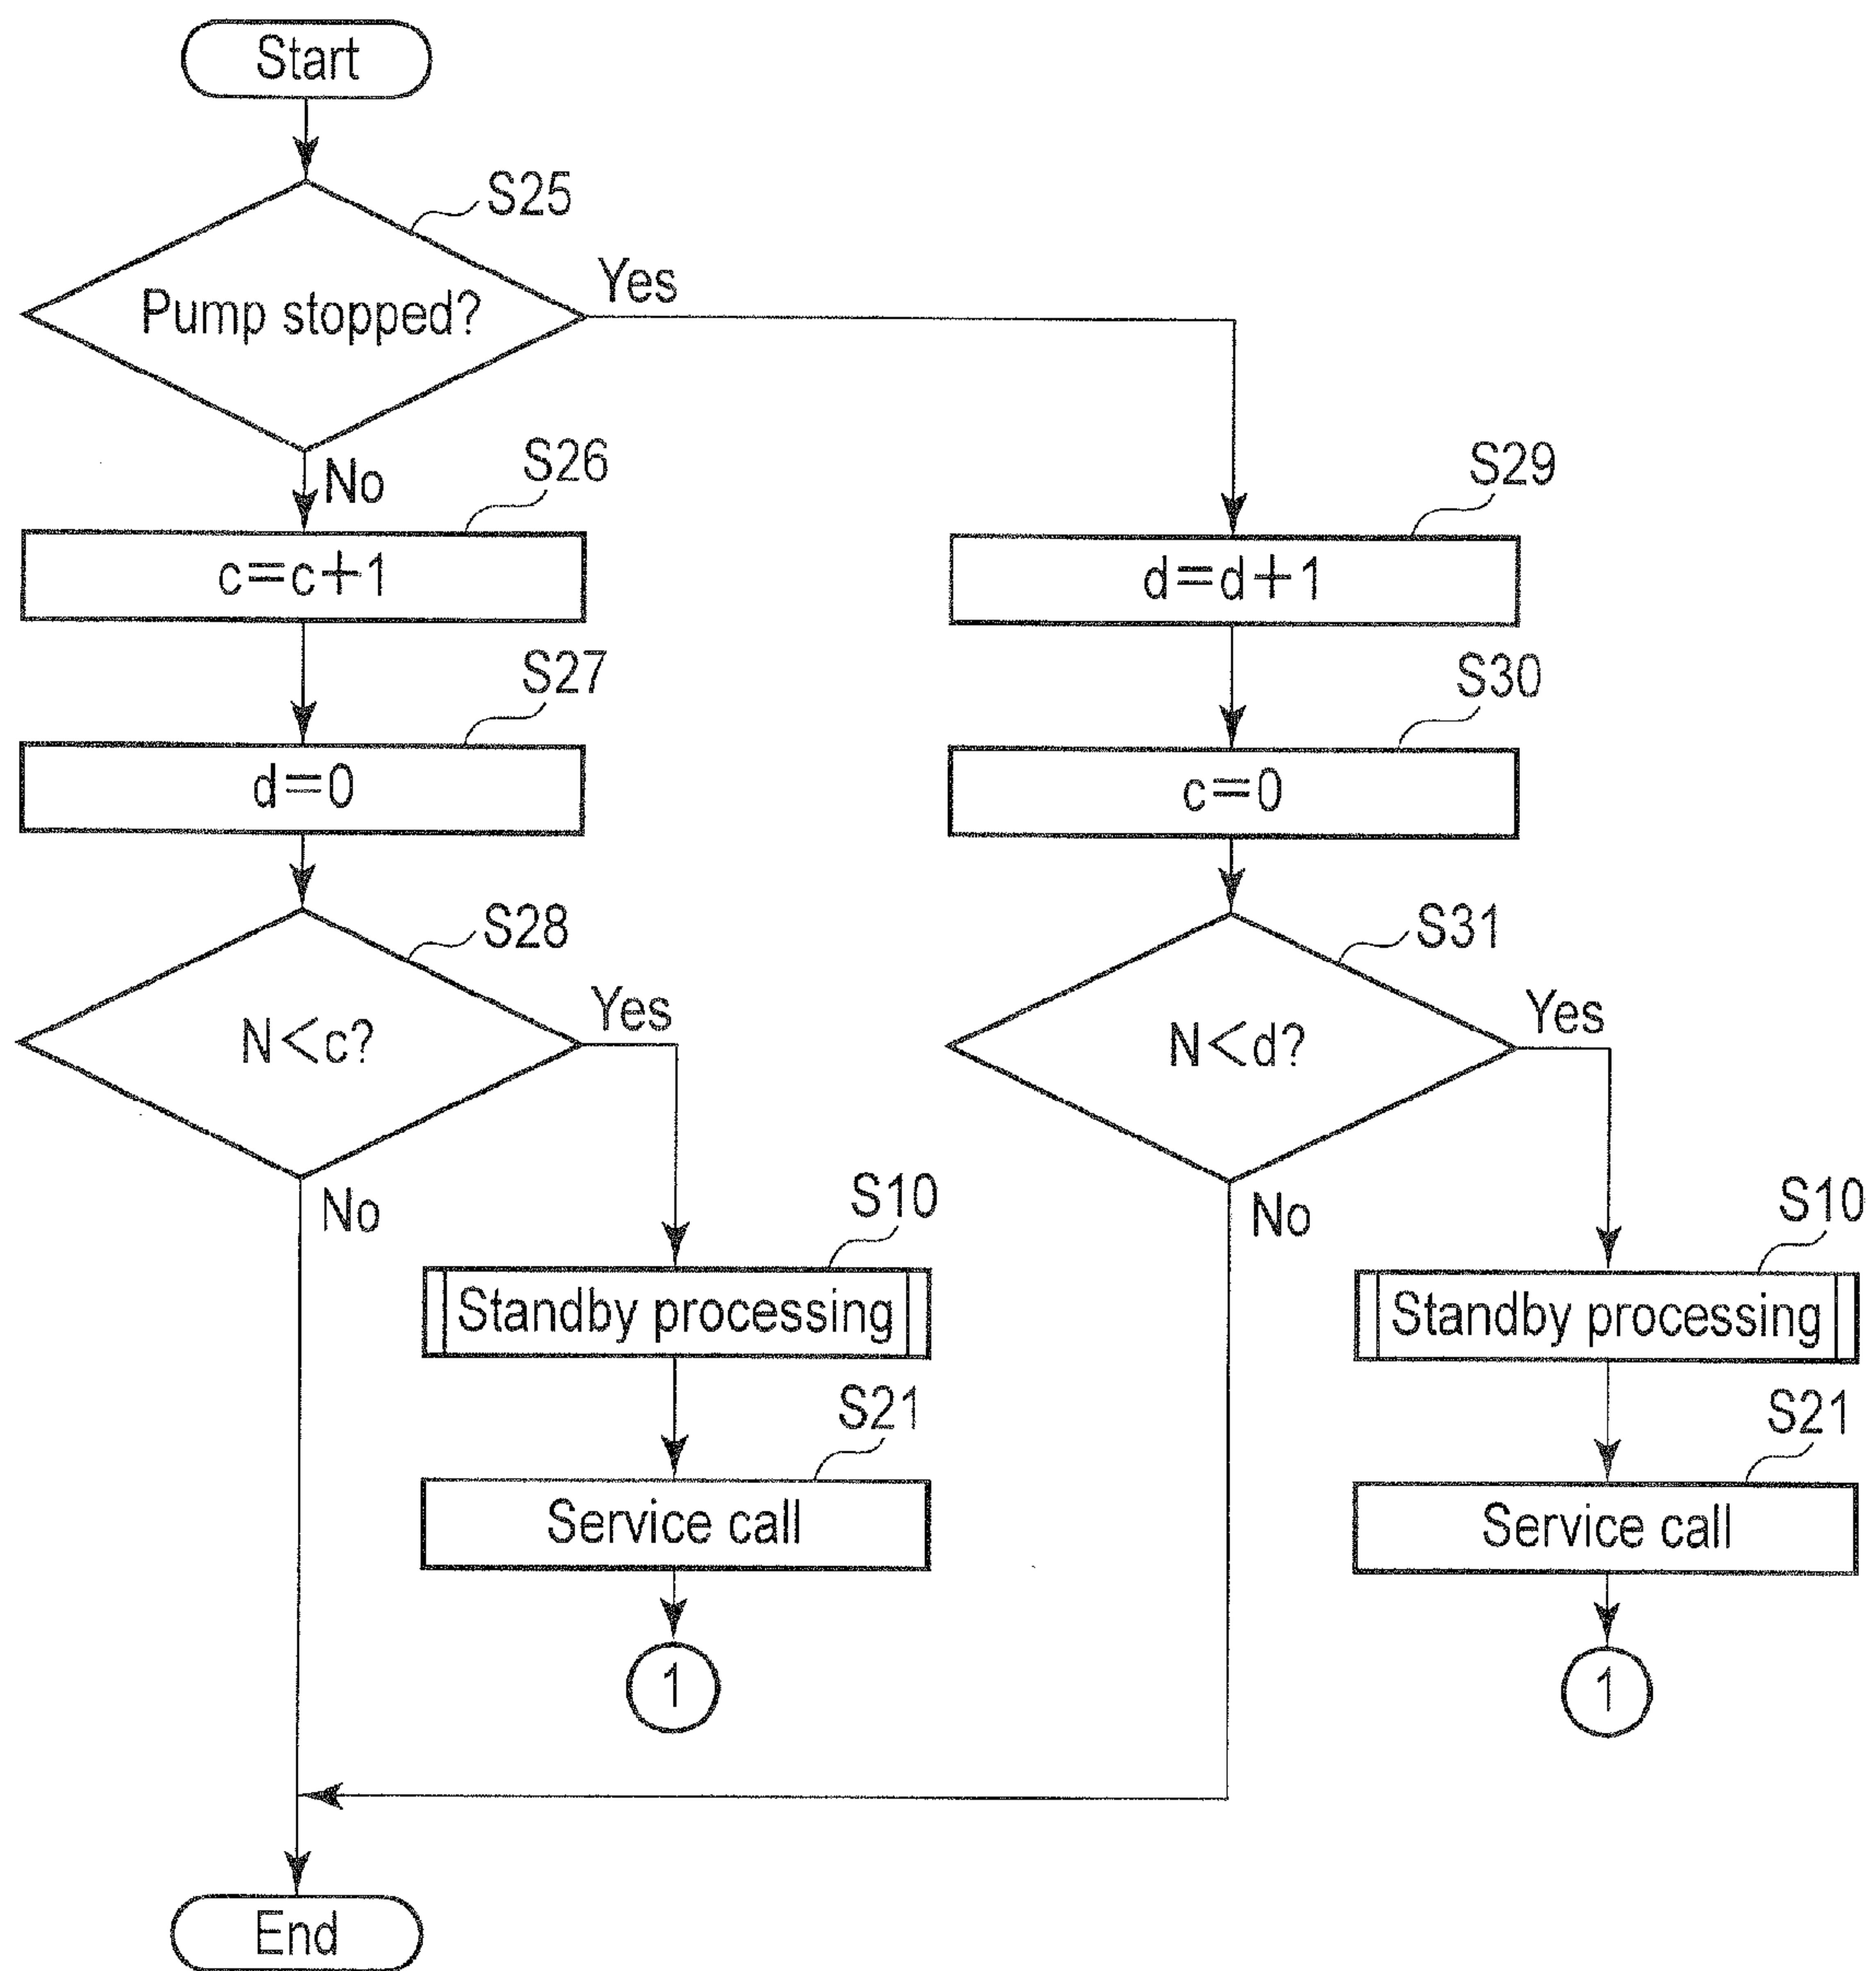 Start
S25
Pump stopped?
Yes
No
S26
c=c+1
S27
d=0
S28
N<c?
Yes
No
S10
Standby processing
S21
Service call
1
S29
d=d+1
S30
c=0
S31
N<d?
Yes
No
S10
Standby processing
S21
Service call
1
End